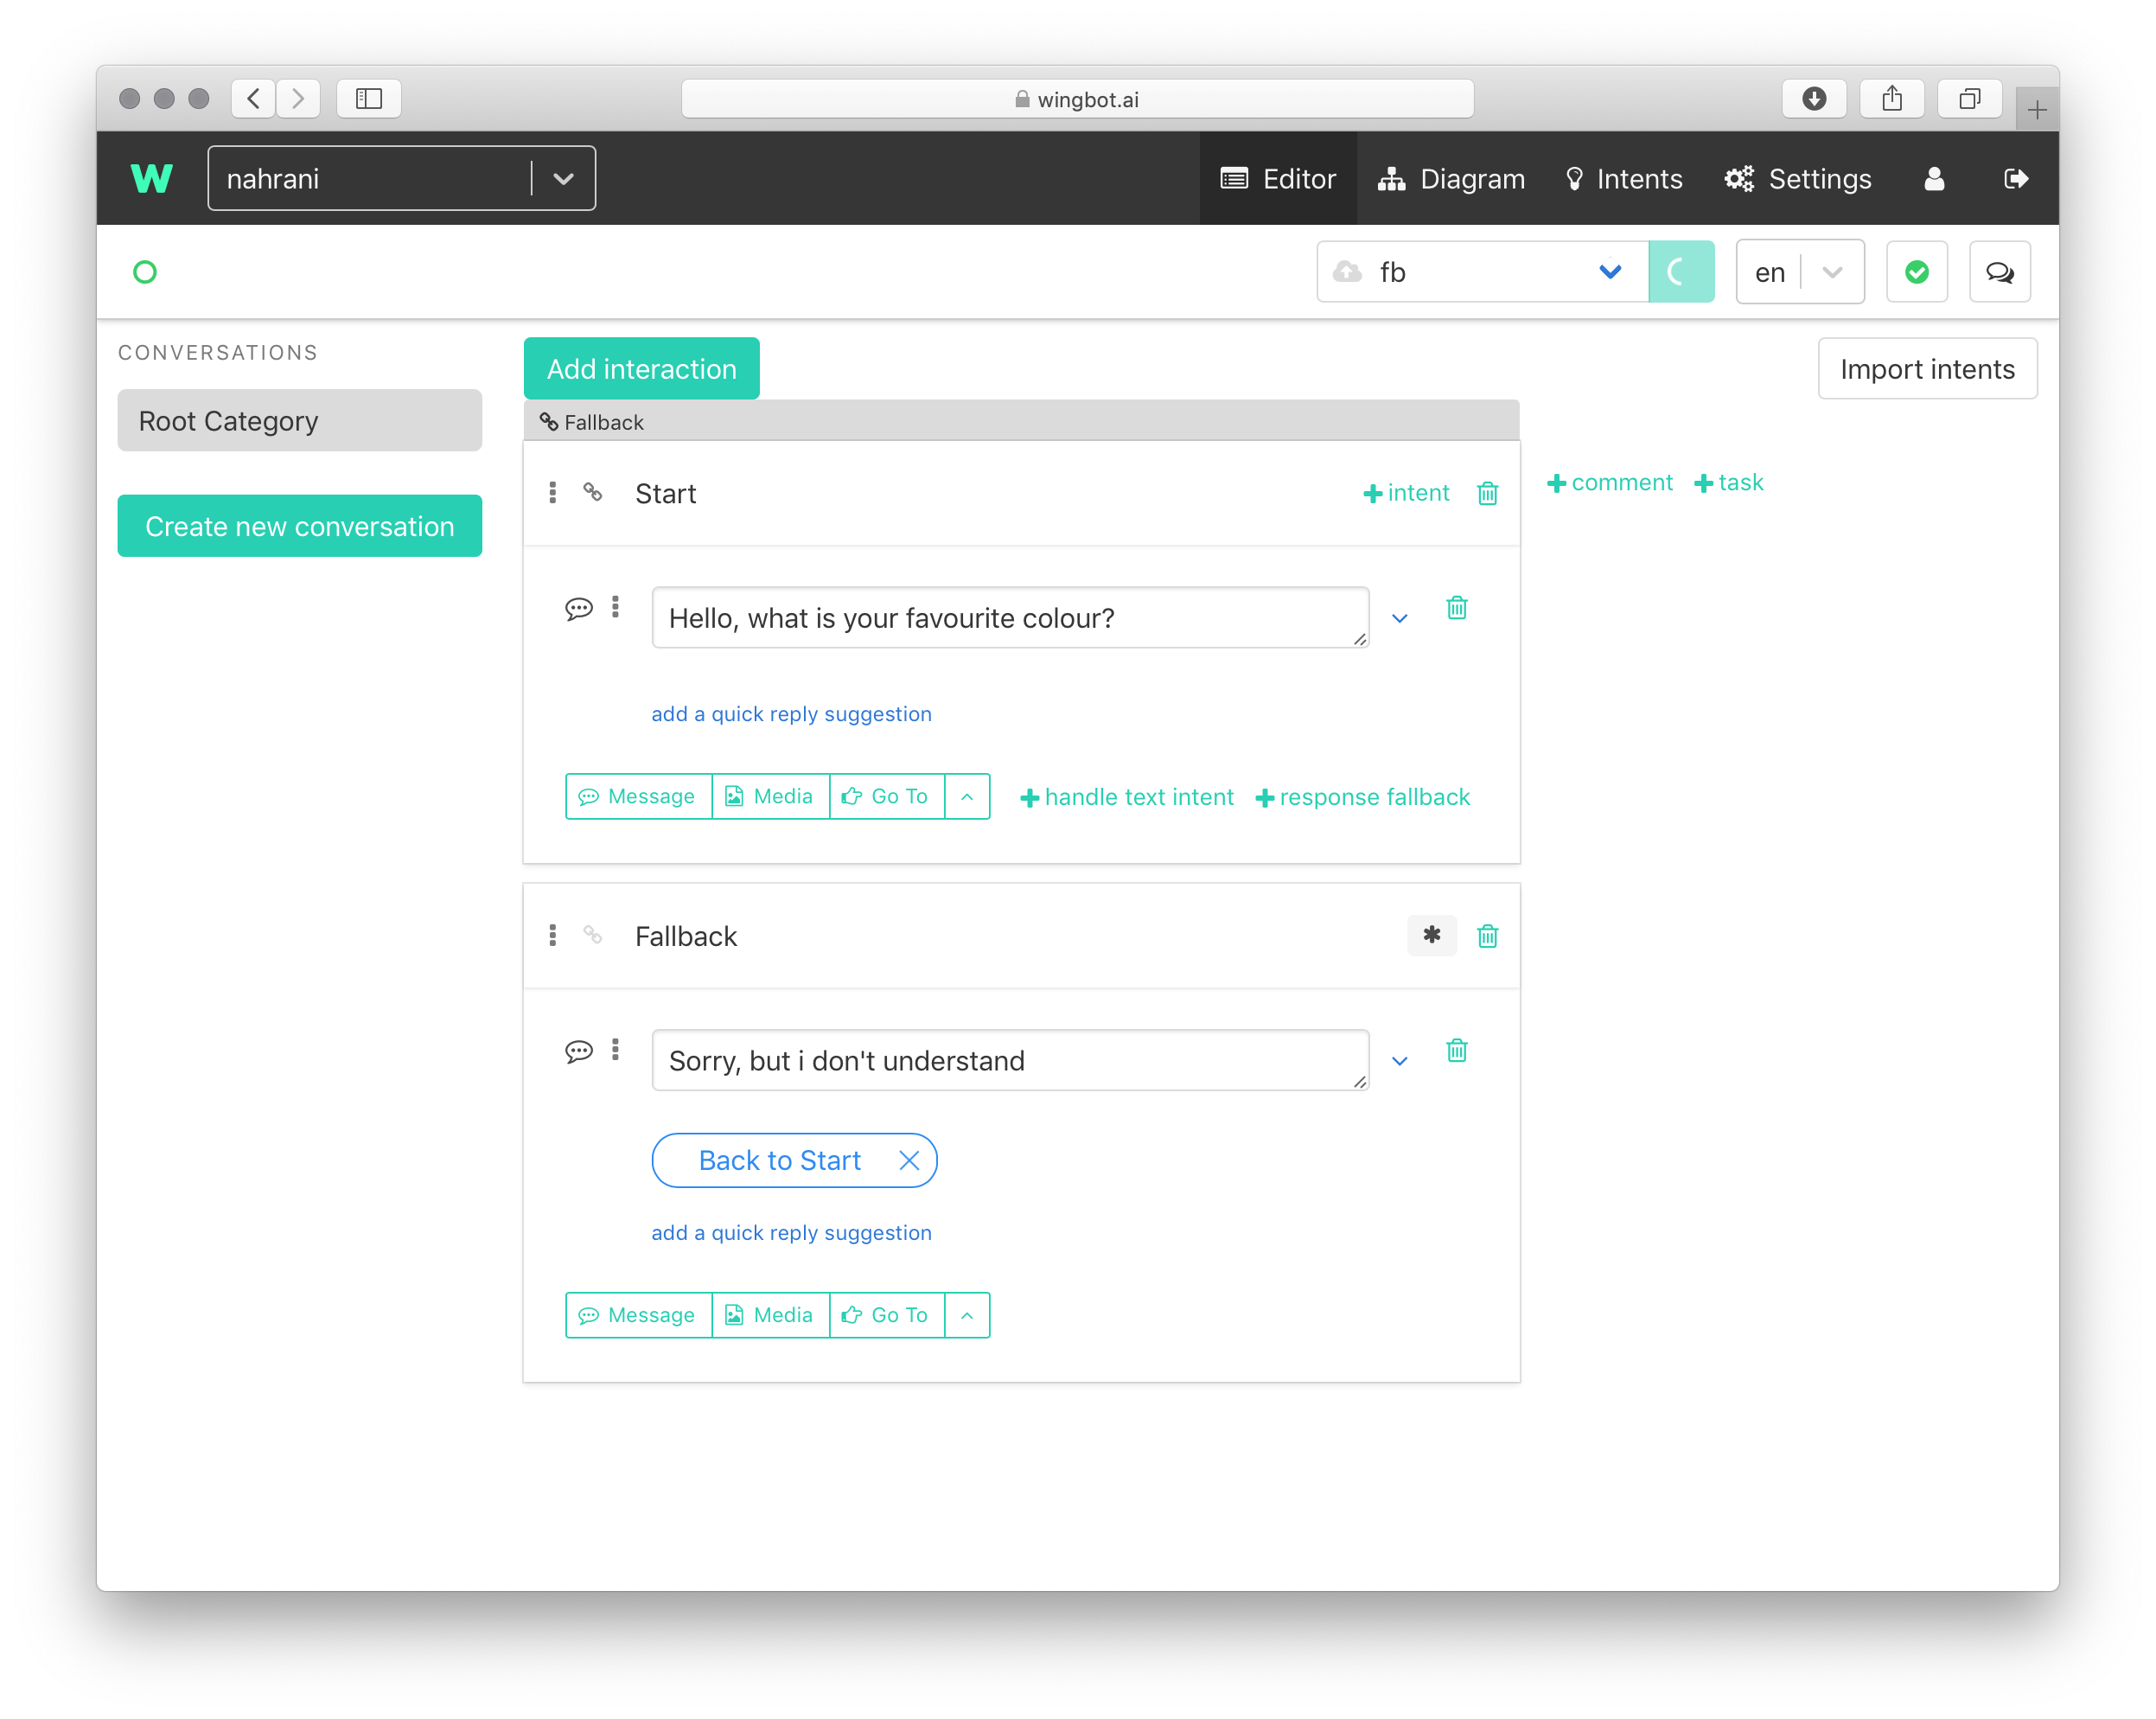 wingbot.ai
w nahrani Editor Diagram Intents Settings
fb en
CONVERSATIONS
Root Category
Create new conversation
Add interaction
Import intents
Fallback
Start
intent
comment task
Hello, what is your favourite colour?
add a quick reply suggestion
Message Media Go To handle text intent response fallback
Fallback
*
Sorry, but i don't understand
Back to Start
add a quick reply suggestion
Message Media Go To